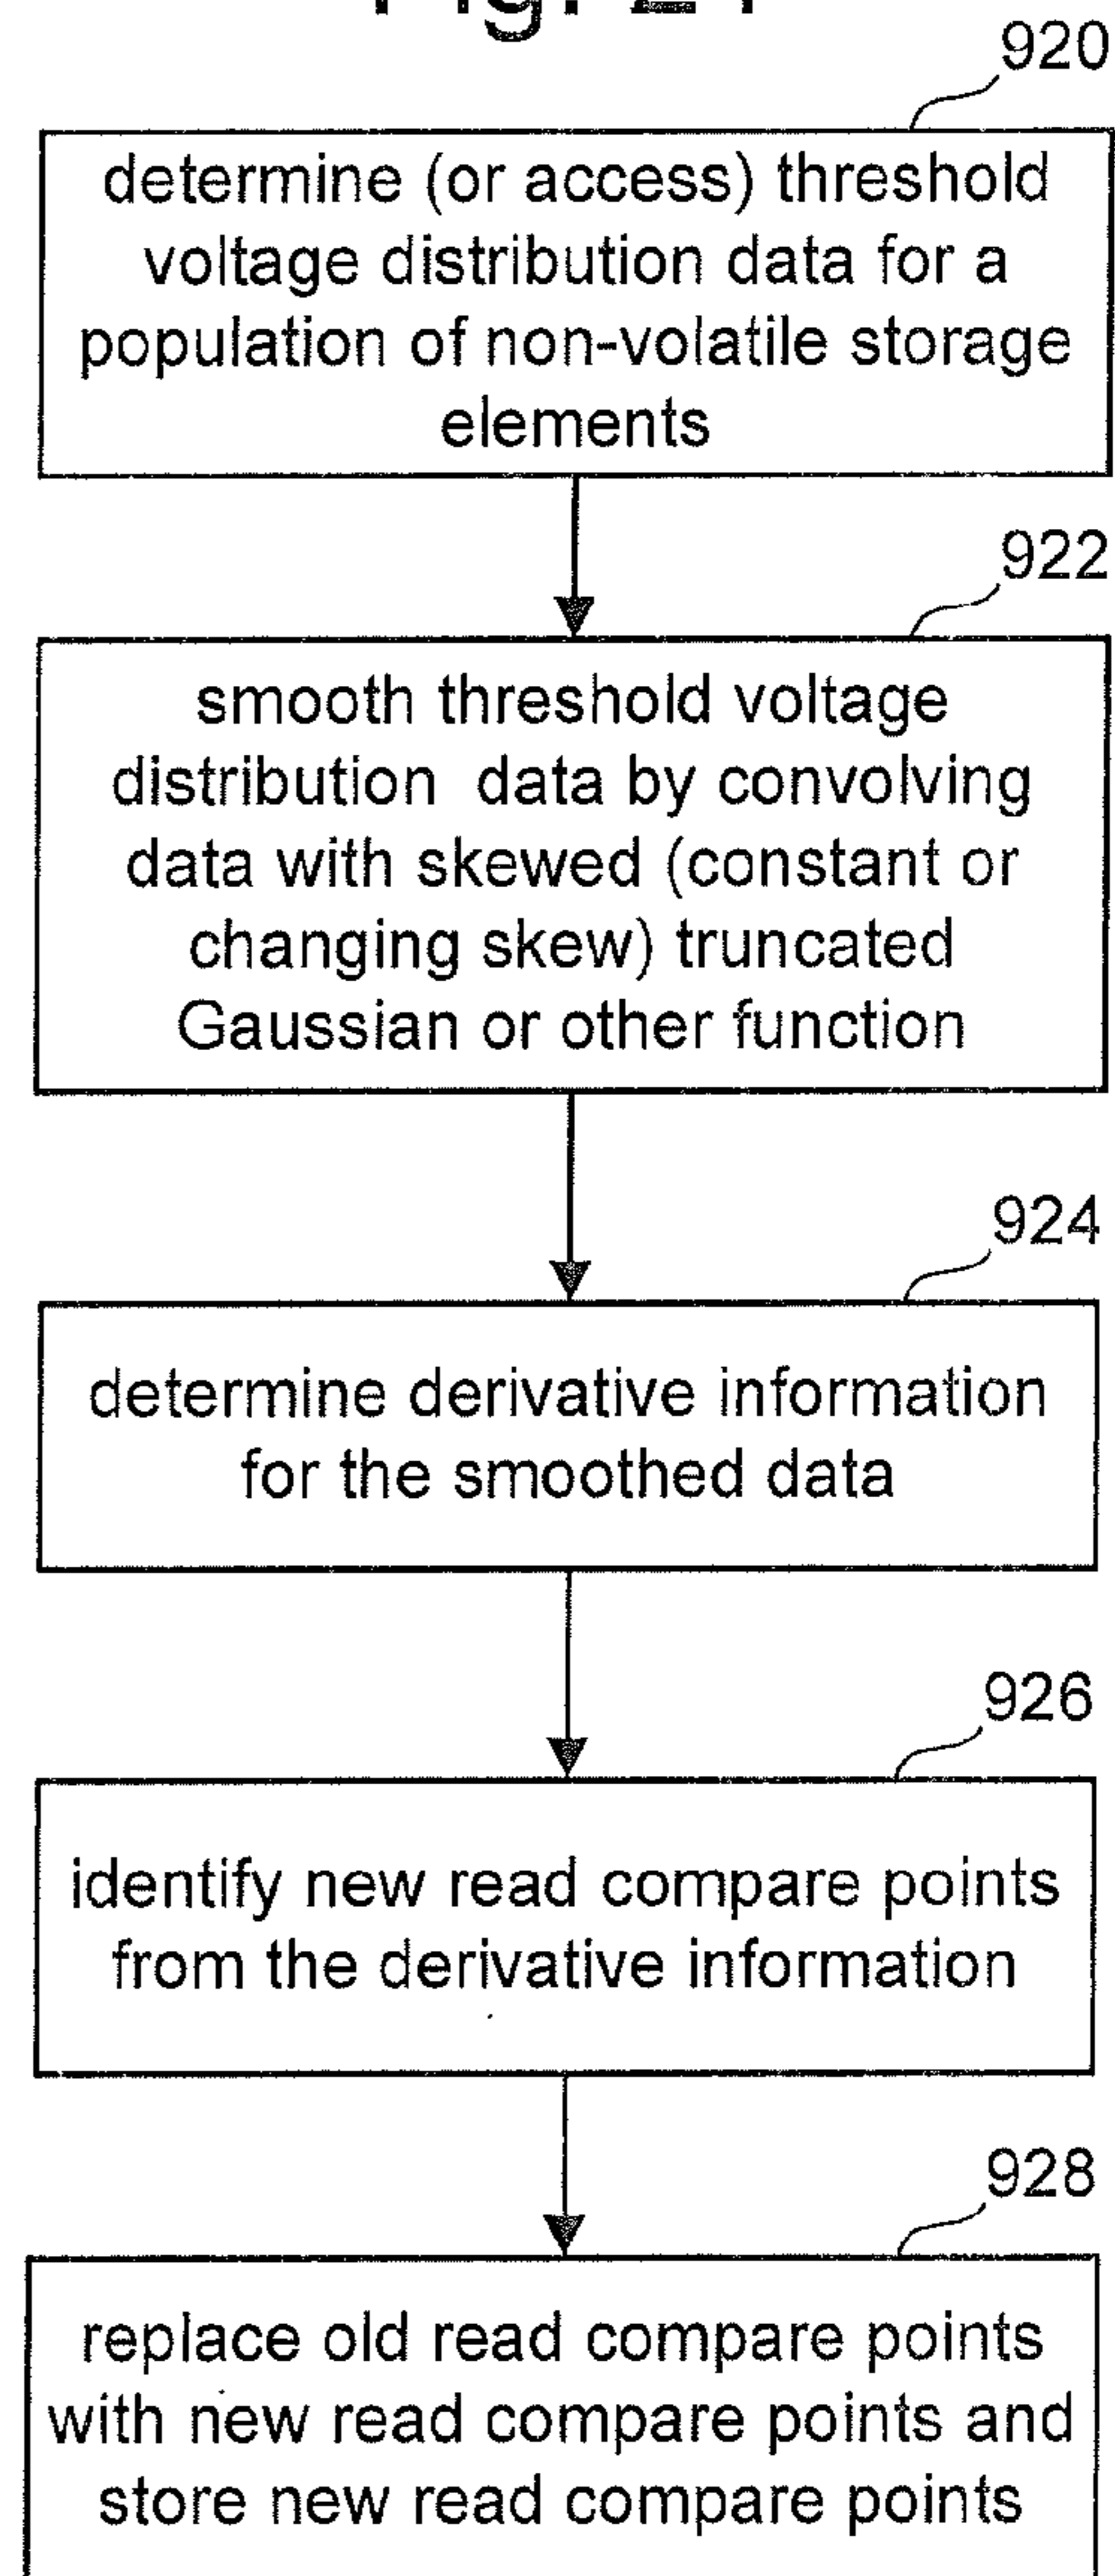 920
determine (or access) threshold
voltage distribution data for a
population of non-volatile storage
elements
922
smooth threshold voltage
distribution data by convolving
data with skewed (constant or
changing skew) truncated
Gaussian or other function
924
determine derivative information
for the smoothed data
926
identify new read compare points
from the derivative information
928
replace old read compare points
with new read compare points and
store new read compare points